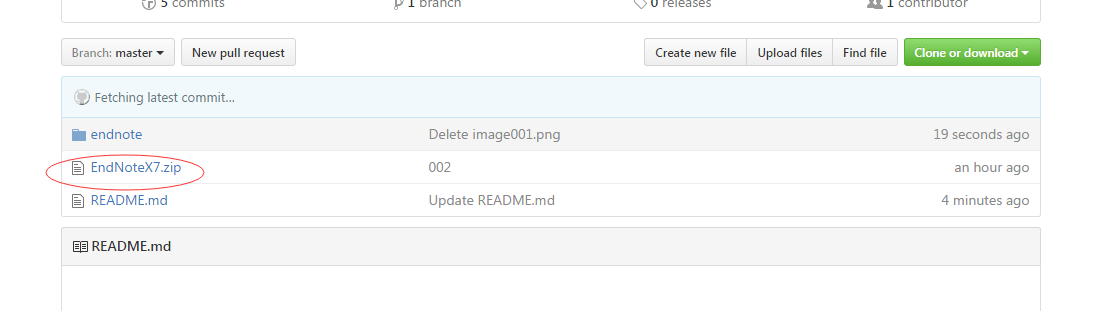 5 commits 1 branch 0 releases 1 contributor
Branch: master New pull request Create new file Upload files Find file Clone or download
Fetching latest commit...
endnote Delete image001.png 19 seconds ago
EndNoteX7.zip 002 an hour ago
README.md Update README.md 4 minutes ago
README.md